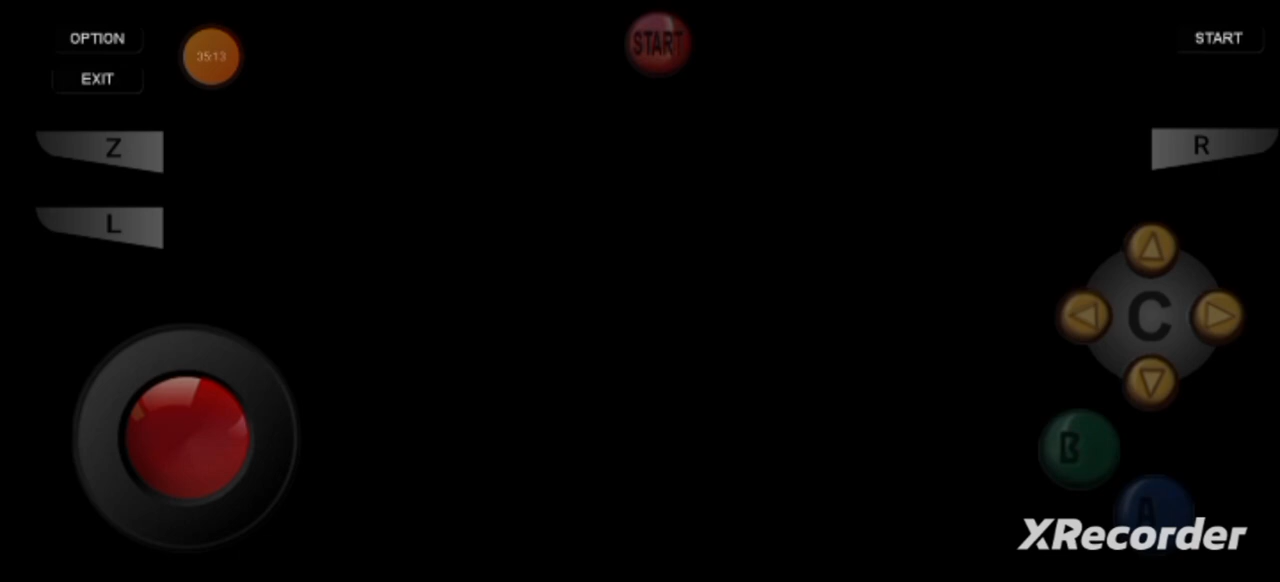 OPTION
EXIT
35:13
START
START
Z
L
R
C
B
A
XRecorder